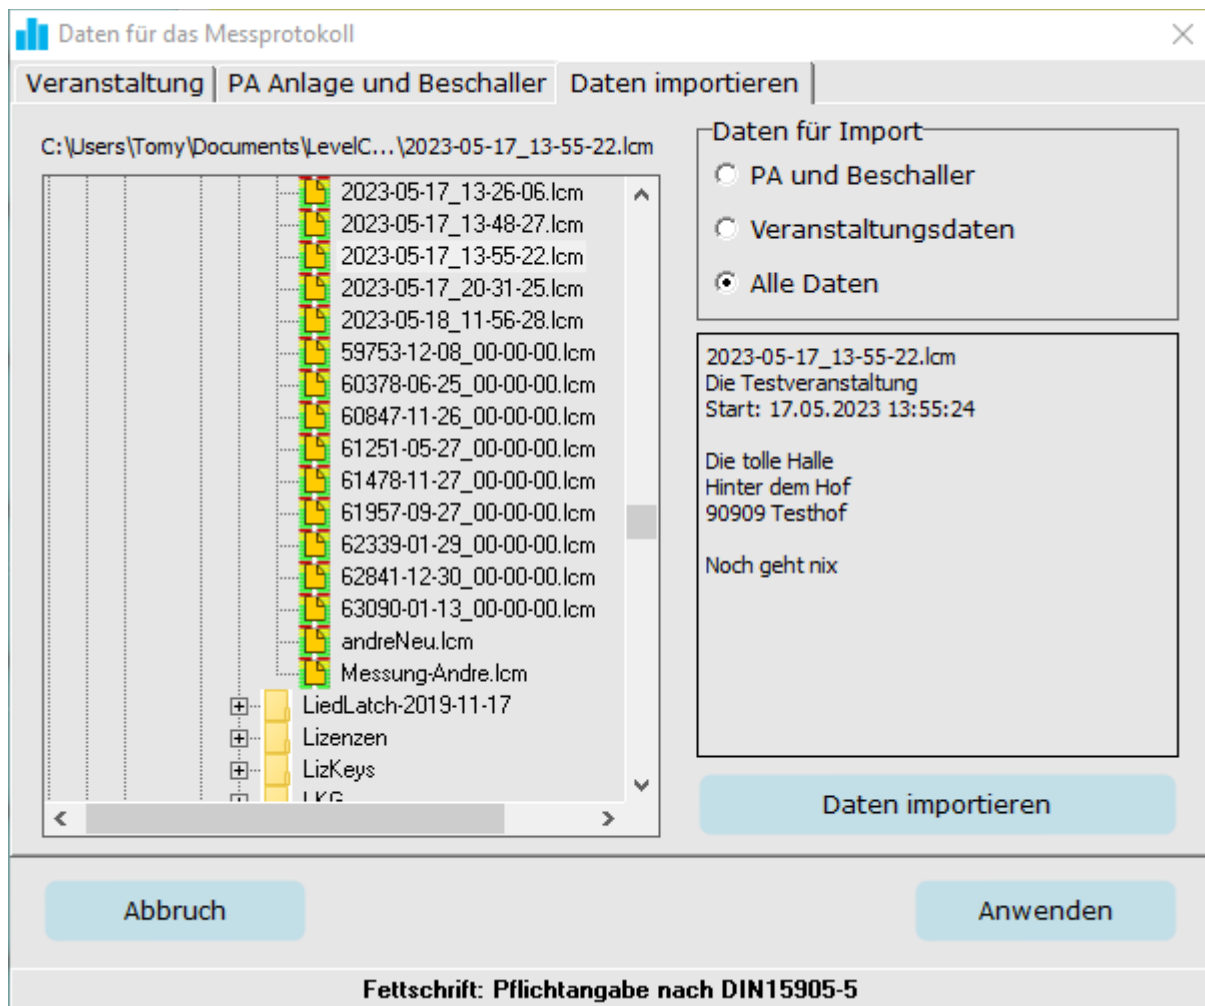 Daten für das Messprotokoll
Veranstaltung
PA Anlage und Beschaller
Daten importieren
C:\Users\Tomy\Documents\LevelC...\2023-05-17_13-55-22.lcm
2023-05-17_13-26-06.lcm
2023-05-17_13-48-27.lcm
2023-05-17_13-55-22.lcm
2023-05-17_20-31-25.lcm
2023-05-18_11-56-28.lcm
59753-12-08_00-00-00.lcm
60378-06-25_00-00-00.lcm
60847-11-26_00-00-00.lcm
61251-05-27_00-00-00.lcm
61478-11-27_00-00-00.lcm
61957-09-27_00-00-00.lcm
62339-01-29_00-00-00.lcm
62841-12-30_00-00-00.lcm
63090-01-13_00-00-00.lcm
andreNeu.lcm
Messung-Andre.lcm
LiedLatch-2019-11-17
Lizenzen
LizKeys
LKG
Daten für Import
PA und Beschaller
Veranstaltungsdaten
Alle Daten
2023-05-17_13-55-22.lcm
Die Testveranstaltung
Start: 17.05.2023 13:55:24
Die tolle Halle
Hinter dem Hof
90909 Testhof
Noch geht nix
Daten importieren
Abbruch
Anwenden
Fettschrift: Pflichtangabe nach DIN15905-5